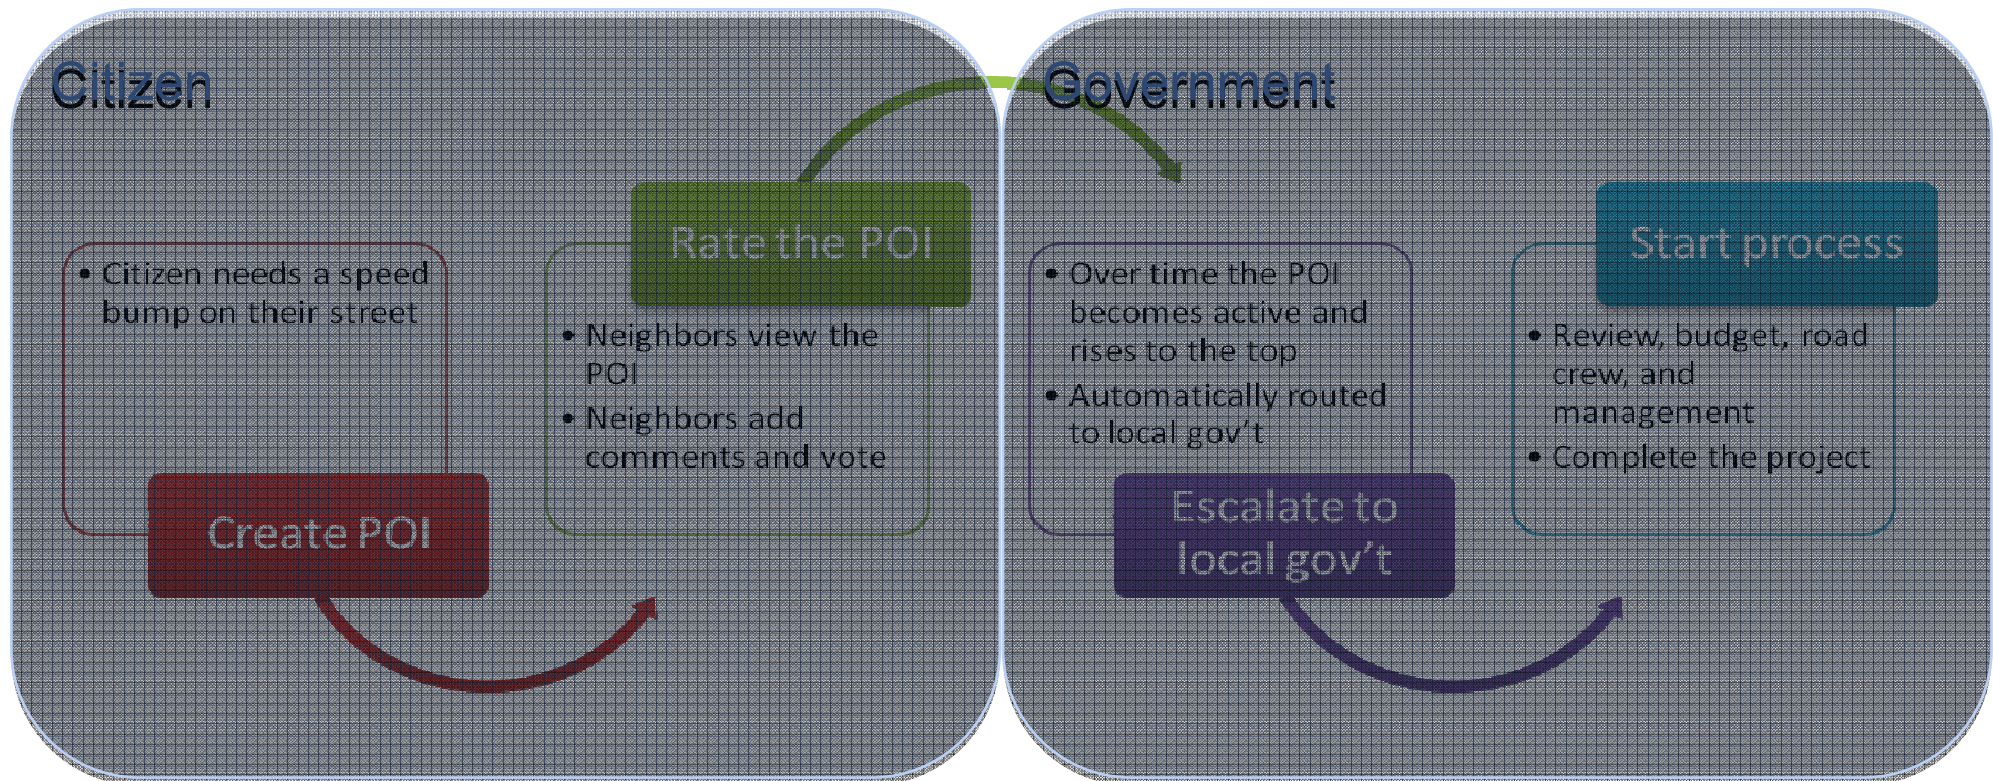 Citizen
• Citizen needs a speed
bump on their street
Create POI
Rate the POI
• Neighbors view the
POI
• Neighbors add
comments and vote
Government
• Over time the POI
becomes active and
rises to the top
• Automatically routed
to local gov’t
Escalate to
local gov’t
Start process
• Review, budget, road
crew, and
management
• Complete the project